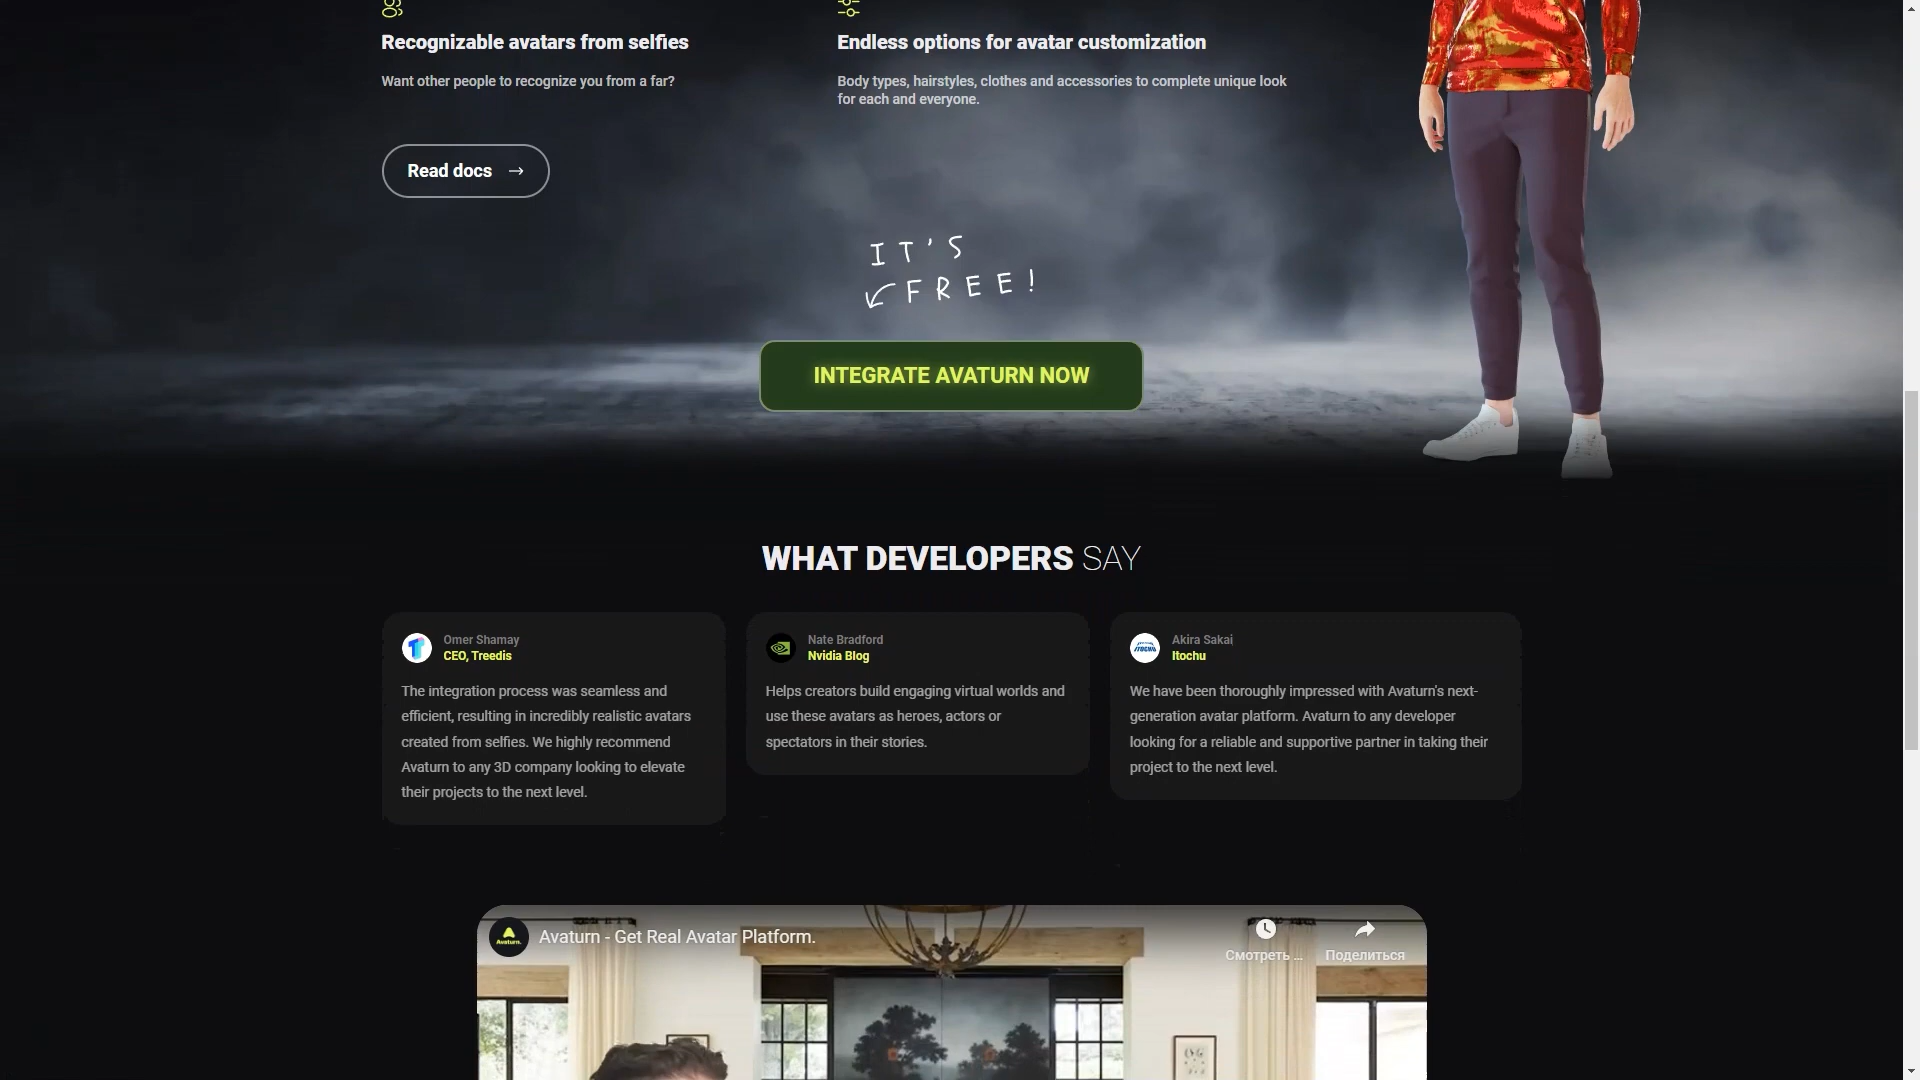 Recognizable avatars from selfies
Want other people to recognize you from a far?
Endless options for avatar customization
Body types, hairstyles, clothes and accessories to complete unique look
for each and everyone.
Read docs →
IT'S
FREE!
INTEGRATE AVATURN NOW
WHAT DEVELOPERS SAY
Omer Shamay
CEO, Treedis
The integration process was seamless and
efficient, resulting in incredibly realistic avatars
created from selfies. We highly recommend
Avaturn to any 3D company looking to elevate
their projects to the next level.
Nate Bradford
Nvidia Blog
Helps creators build engaging virtual worlds and
use these avatars as heroes, actors or
spectators in their stories.
ITOCHU
Akira Sakai
Itochu
We have been thoroughly impressed with Avaturn's next-
generation avatar platform. Avaturn to any developer
looking for a reliable and supportive partner in taking their
project to the next level.
Avaturn.
Avaturn - Get Real Avatar Platform.
Смотреть ...
Поделиться